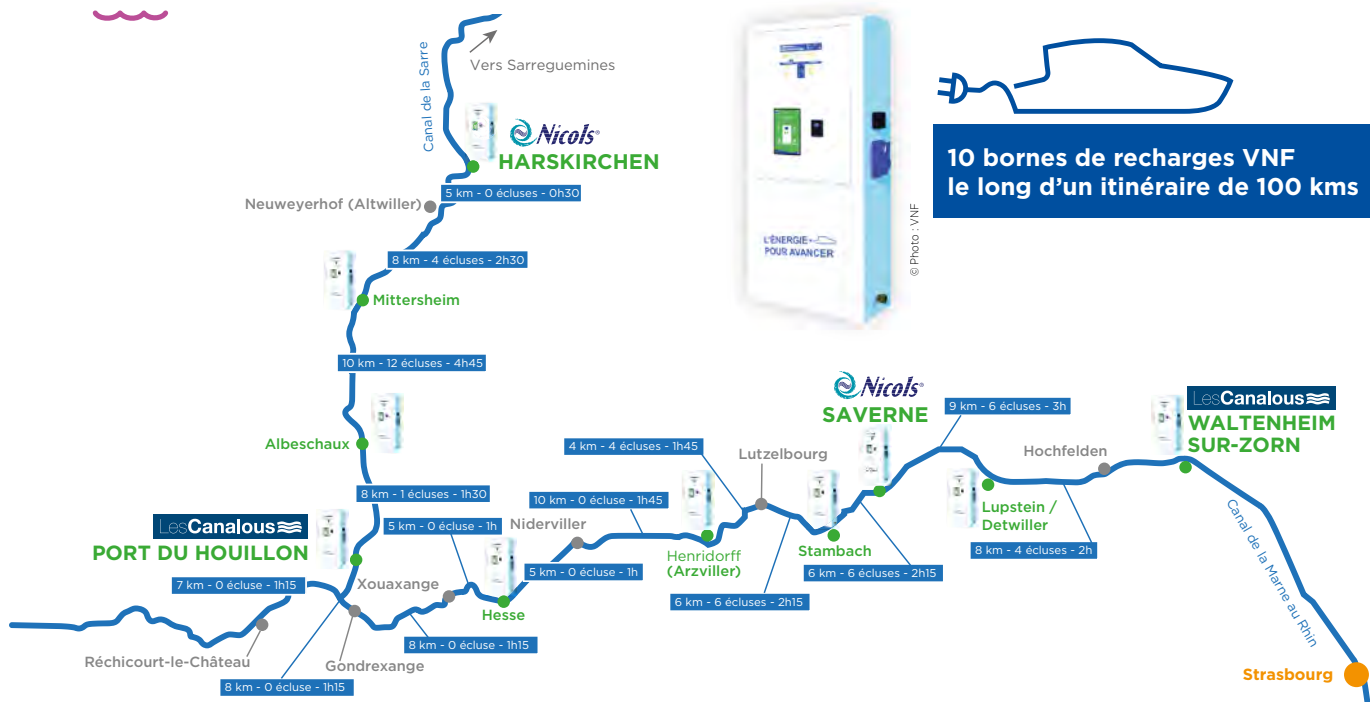 Canal de la Sarre
Vers Sarreguemines
Nicols®
HARSKIRCHEN
5 km - 0 écluses - 0h30
Neuweyerhof (Altwiller)
8 km - 4 écluses - 2h30
Mittersheim
10 km - 12 écluses - 4h45
Albeschaux
8 km - 1 écluses - 1h30
LesCanalous
PORT DU HOUILLON
7 km - 0 écluse - 1h15
Réchicourt-le-Château
8 km - 0 écluse - 1h15
Gondrexange
8 km - 0 écluse - 1h15
Xouaxange
5 km - 0 écluse - 1h
Hesse
5 km - 0 écluse - 1h
Niderviller
10 km - 0 écluse - 1h45
Henridorff
(Arzviller)
4 km - 4 écluses - 1h45
Lutzelbourg
6 km - 6 écluses - 2h15
Stambach
6 km - 6 écluses - 2h15
Nicols®
SAVERNE
9 km - 6 écluses - 3h
Lupstein /
Detwiller
8 km - 4 écluses - 2h
Hochfelden
LesCanalous
WALTENHEIM
SUR-ZORN
Canal de la Marne au Rhin
Strasbourg
L'ÉNERGIE
POUR AVANCER
© Photo : VNF
10 bornes de recharges VNF
le long d'un itinéraire de 100 kms